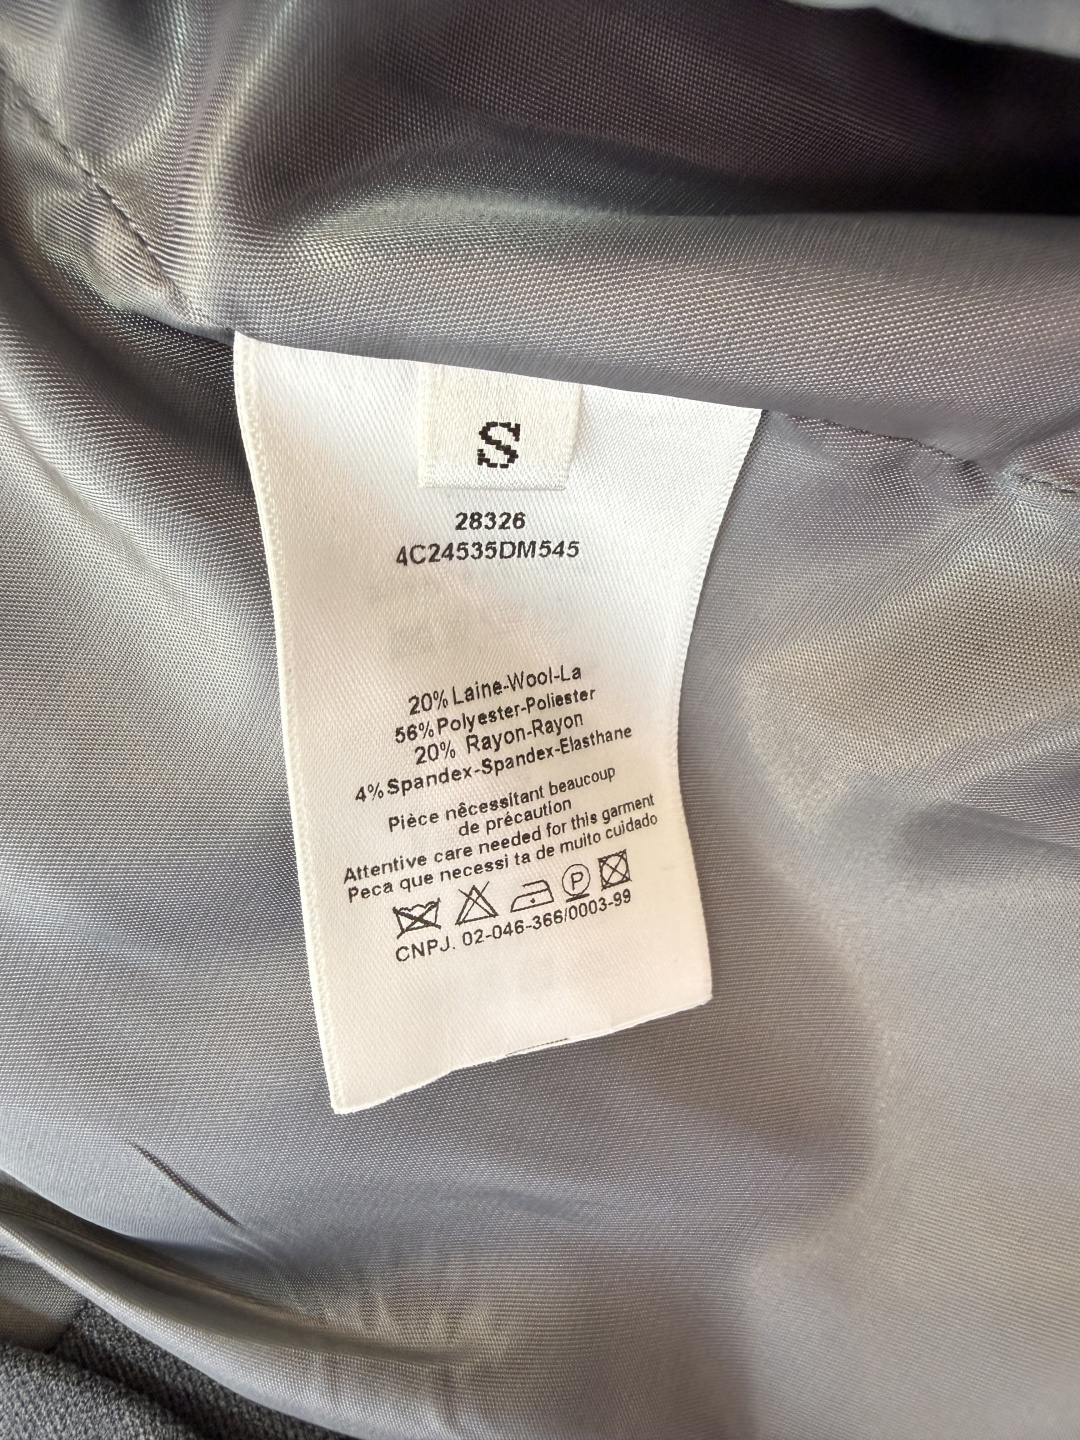 S
28326
4C24535DM545
20% Laine-Wool-La
56% Polyester-Poliester
20% Rayon-Rayon
4% Spandex-Spandex-Elasthane
Pièce nêcessitant beaucoup
de précaution
Attentive care needed for this garment
Peca que necessi ta de muito cuidado
P
CNPJ. 02-046-366/0003-99